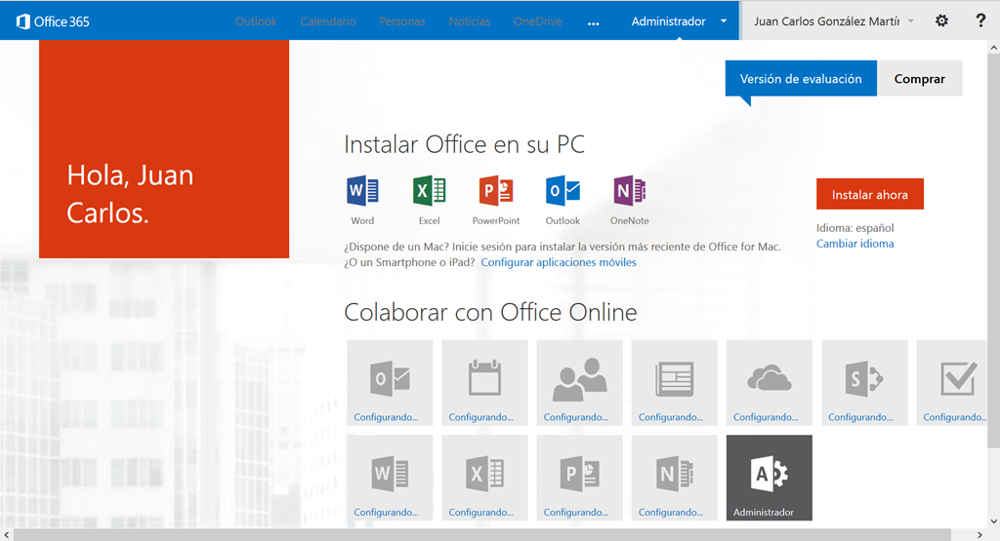 Office 365 Outlook Calendario Personas Noticias OneDrive ... Administrador Juan Carlos González Martír ?
Versión de evaluación Comprar
Hola, Juan
Carlos.
Instalar Office en su PC
Word Excel PowerPoint Outlook OneNote
Instalar ahora
Idioma: español
Cambiar idioma
¿Dispone de un Mac? Inicie sesión para instalar la versión más reciente de Office for Mac.
¿O un Smartphone o iPad? Configurar aplicaciones móviles
Colaborar con Office Online
Configurando... Configurando... Configurando... Configurando... Configurando... Configurando... Configurando...
Configurando... Configurando... Configurando... Configurando... Administrador